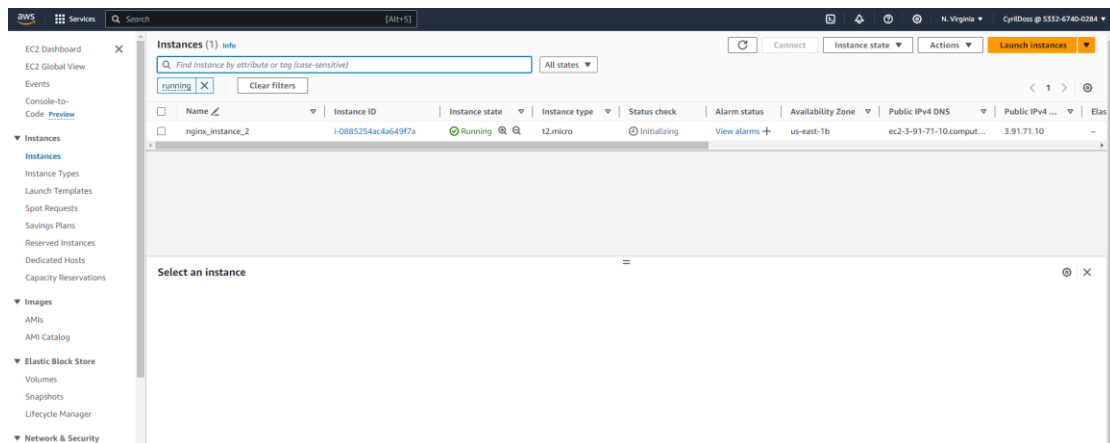 aws Services Search [Alt+S] N. Virginia ▼ CyrilDoss @ 5332-6740-0284 ▼
EC2 Dashboard
EC2 Global View
Events
Console-to-
Code Preview
▼ Instances
Instances
Instance Types
Launch Templates
Spot Requests
Savings Plans
Reserved Instances
Dedicated Hosts
Capacity Reservations
▼ Images
AMIs
AMI Catalog
▼ Elastic Block Store
Volumes
Snapshots
Lifecycle Manager
▼ Network & Security
Instances (1) Info Connect Instance state ▼ Actions ▼ Launch instances ▼
Find Instance by attribute or tag (case-sensitive) All states ▼
running Clear filters < 1 >
Name Instance ID Instance state Instance type Status check Alarm status Availability Zone Public IPv4 DNS Public IPv4 ... Elas
nginx_instance_2 i-0885254ac4a649f7a Running t2.micro Initializing View alarms + us-east-1b ec2-3-91-71-10.comput... 3.91.71.10 –
Select an instance